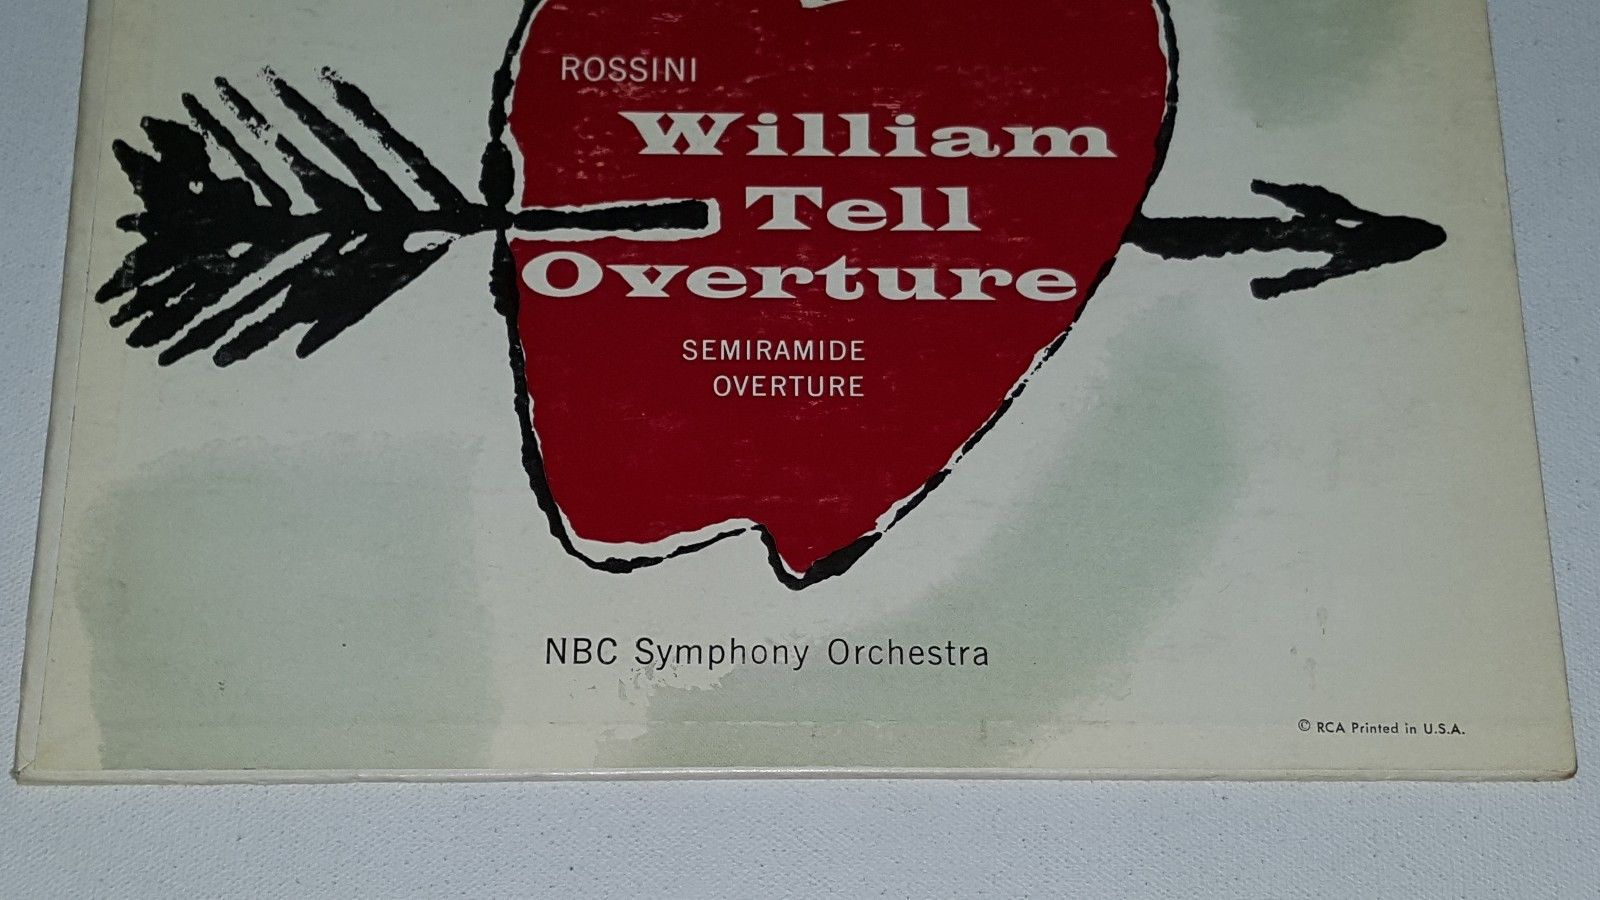 ROSSINI
William
Tell
Overture
SEMIRAMIDE
OVERTURE
NBC Symphony Orchestra
© RCA Printed in U.S.A.